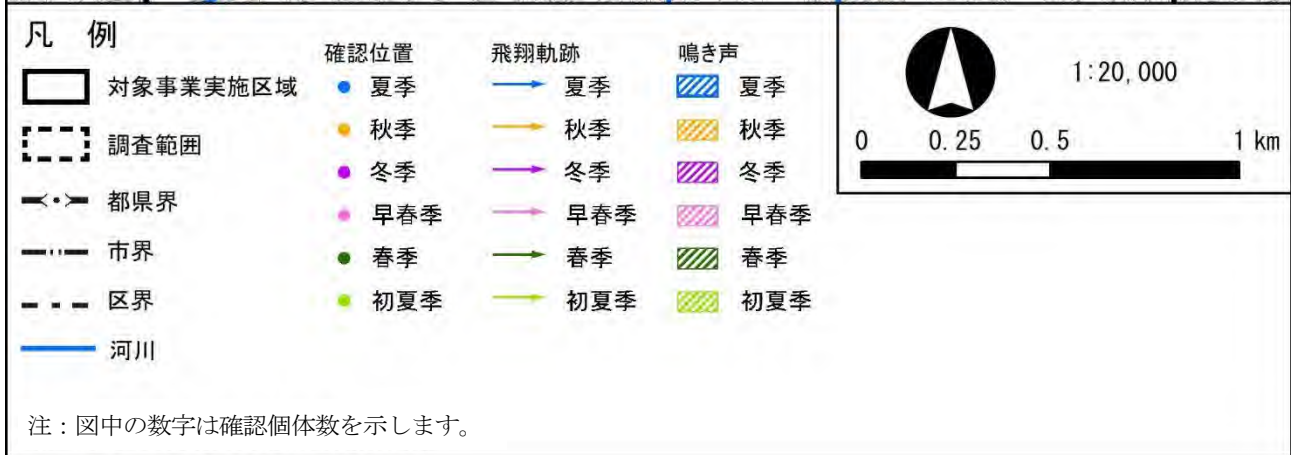 凡 例
対象事業実施区域
調査範囲
都県界
市界
区界
河川
確認位置
夏季
秋季
冬季
早春季
春季
初夏季
飛翔軌跡
夏季
秋季
冬季
早春季
春季
初夏季
鳴き声
夏季
秋季
冬季
早春季
春季
初夏季
1:20,000
0 0.25 0.5 1 km
注：図中の数字は確認個体数を示します。